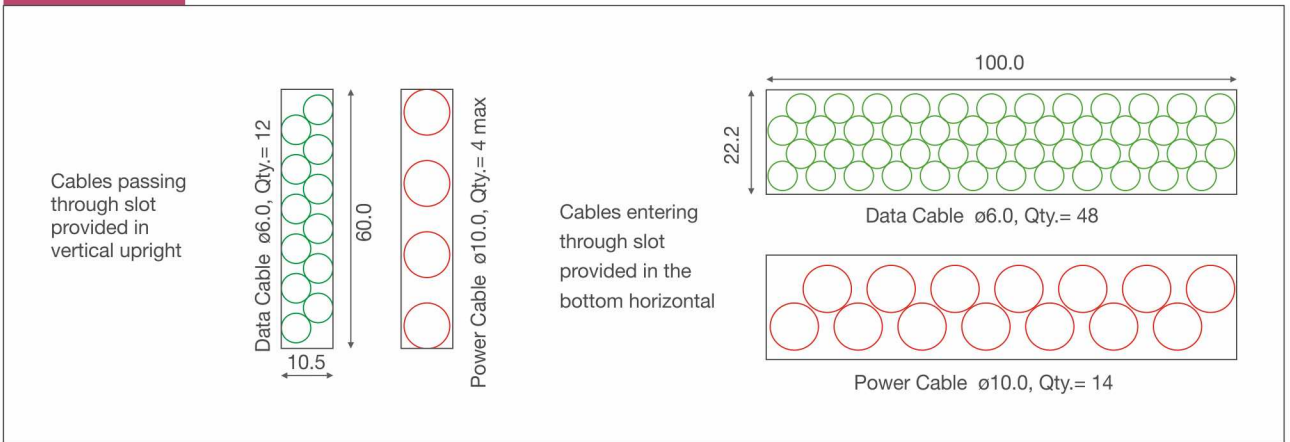 Cables passing
through slot
provided in
vertical upright
Data Cable  ø6.0, Qty.= 12
10.5
60.0
Power Cable  ø10.0, Qty.= 4 max
Cables entering
through slot
provided in the
bottom horizontal
100.0
22.2
Data Cable  ø6.0, Qty.= 48
Power Cable  ø10.0, Qty.= 14